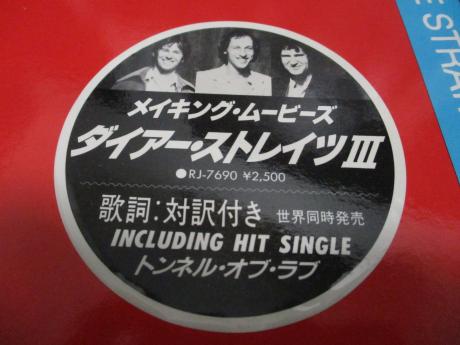 メイキング・ムービーズ
ダイアー・ストレイツIII
●RJ-7690 ¥2,500
歌詞:対訳付き 世界同時発売
INCLUDING HIT SINGLE
トンネル・オブ・ラブ
E STRA